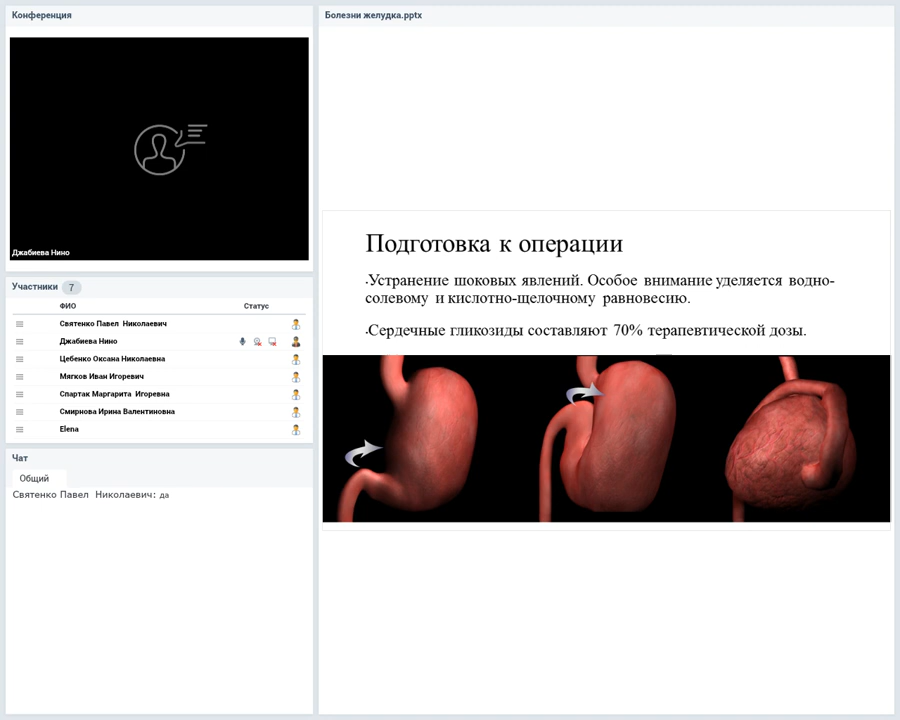 Конференция
Джабиева Нино
Участники 7
ФИО Статус
Святенко Павел Николаевич
Джабиева Нино
Цебенко Оксана Николаевна
Мягков Иван Игоревич
Спартак Маргарита Игоревна
Смирнова Ирина Валентиновна
Elena
Чат
Общий
Святенко Павел Николаевич: да
Болезни желудка.pptx
Подготовка к операции
·Устранение шоковых явлений. Особое внимание уделяется водно-
солевому и кислотно-щелочному равновесию.
·Сердечные гликозиды составляют 70% терапевтической дозы.